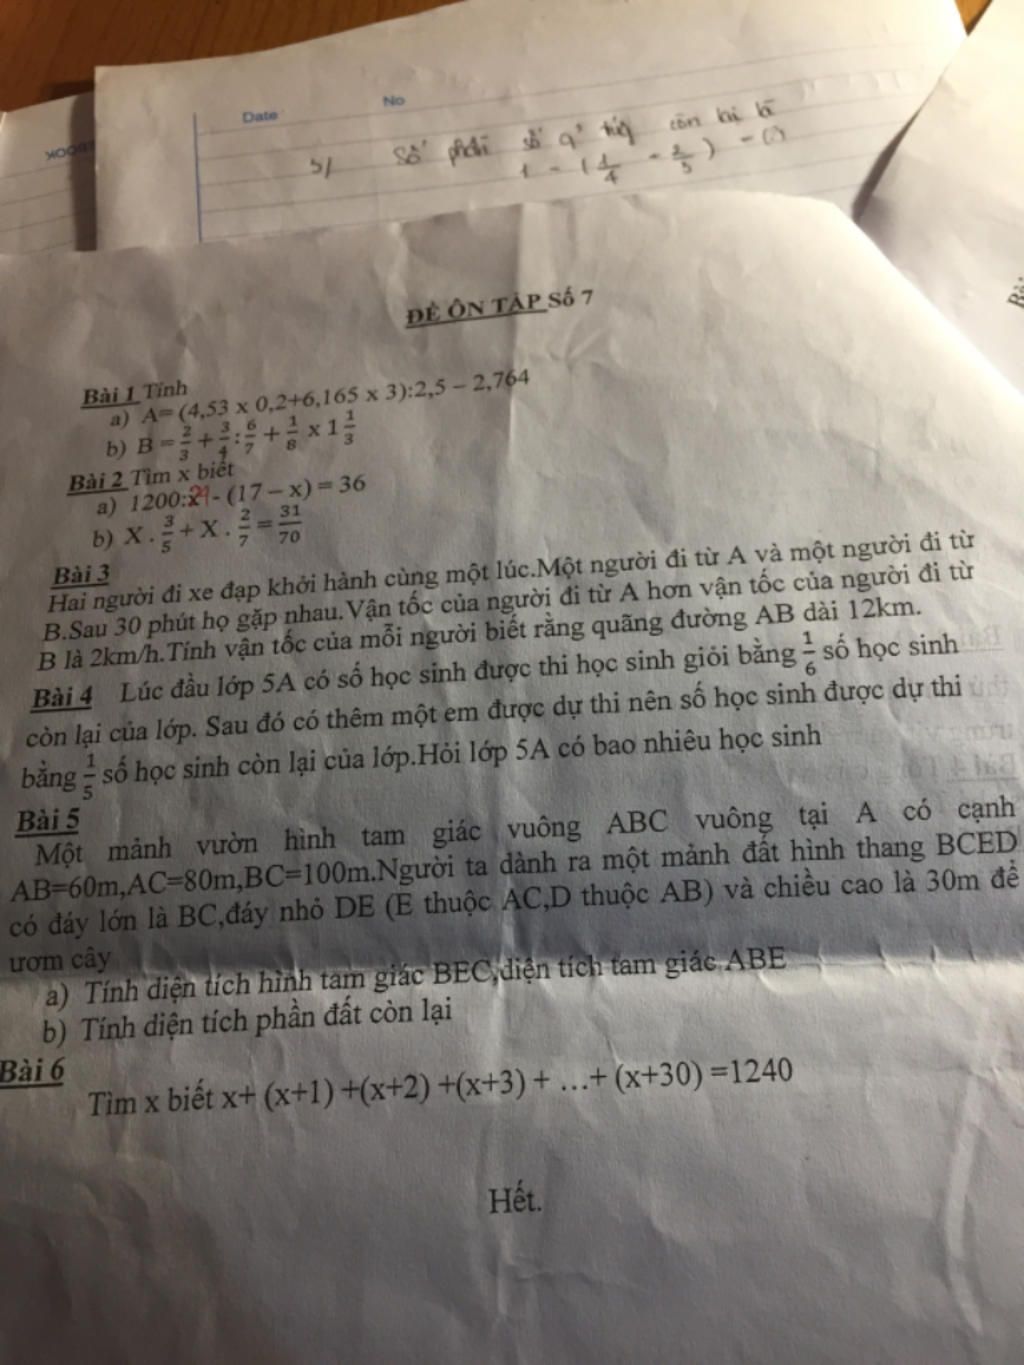 Date No
5/ Số phần số
1 - ( 1/4 - 2/5 ) =
ĐỀ ÔN TẬP Số 7
Bài 1 Tính
a) A= (4,53 x 0,2+6,165 x 3):2,5 – 2,764
b) B = 2/3 + 3/4 : 6/7 + 1/8 x 1 1/3
Bài 2 Tìm x biết
a) 1200:24 - (17 – x) = 36
b) X . 3/5 + X . 2/7 = 31/70
Bài 3
Hai người đi xe đạp khởi hành cùng một lúc.Một người đi từ A và một người đi từ
B.Sau 30 phút họ gặp nhau.Vận tốc của người đi từ A hơn vận tốc của người đi từ
B là 2km/h.Tính vận tốc của mỗi người biết rằng quãng đường AB dài 12km.
Bài 4 Lúc đầu lớp 5A có số học sinh được thi học sinh giỏi bằng 1/6 số học sinh
còn lại của lớp. Sau đó có thêm một em được dự thi nên số học sinh được dự thi
bằng 1/5 số học sinh còn lại của lớp.Hỏi lớp 5A có bao nhiêu học sinh
Bài 5
Một mảnh vườn hình tam giác vuông ABC vuông tại A có cạnh
AB=60m,AC=80m,BC=100m.Người ta dành ra một mảnh đất hình thang BCED
có đáy lớn là BC,đáy nhỏ DE (E thuộc AC,D thuộc AB) và chiều cao là 30m để
ươm cây
a) Tính diện tích hình tam giác BEC,diện tích tam giác ABE
b) Tính diện tích phần đất còn lại
Bài 6
Tìm x biết x+ (x+1) +(x+2) +(x+3) + …+ (x+30) =1240
Hết.